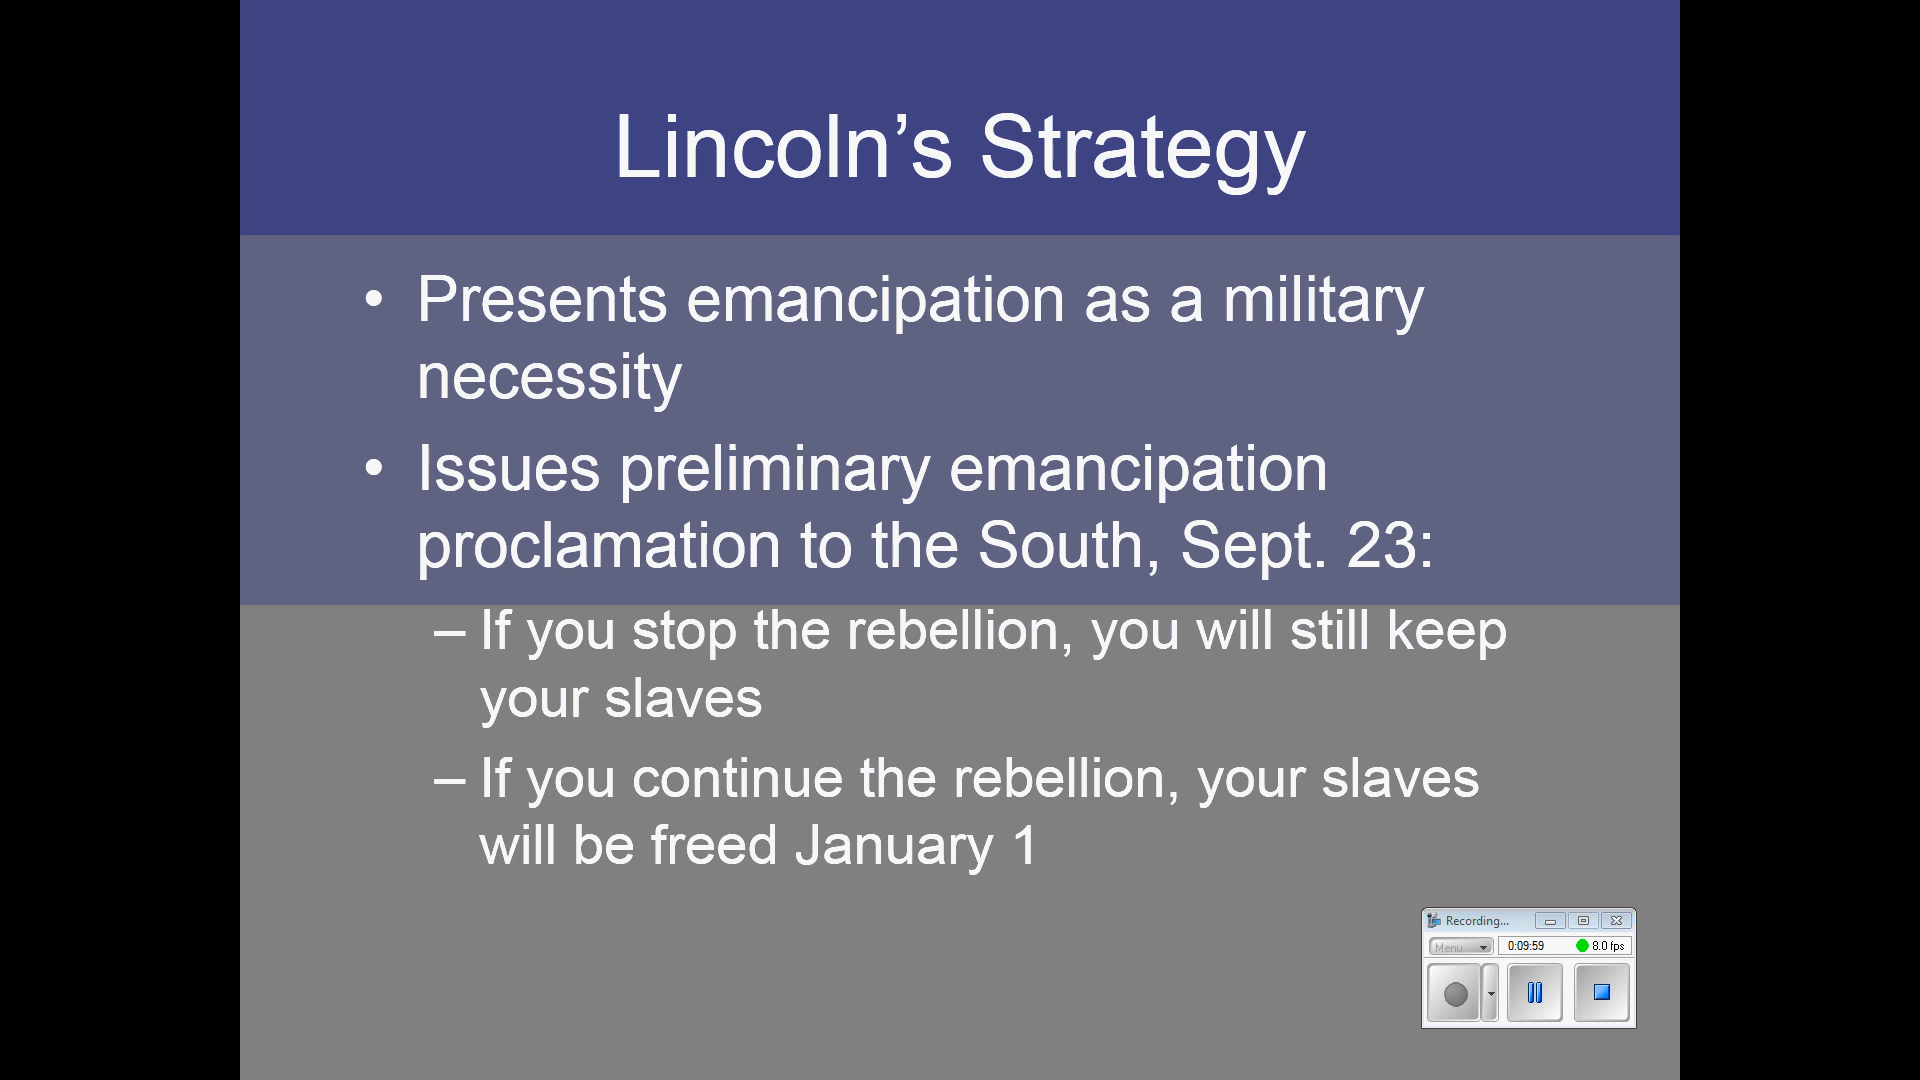 Lincoln’s Strategy
• Presents emancipation as a military
necessity
• Issues preliminary emancipation
proclamation to the South, Sept. 23:
– If you stop the rebellion, you will still keep
your slaves
– If you continue the rebellion, your slaves
will be freed January 1
Recording...
Menu 0:09:59 8.0 fps